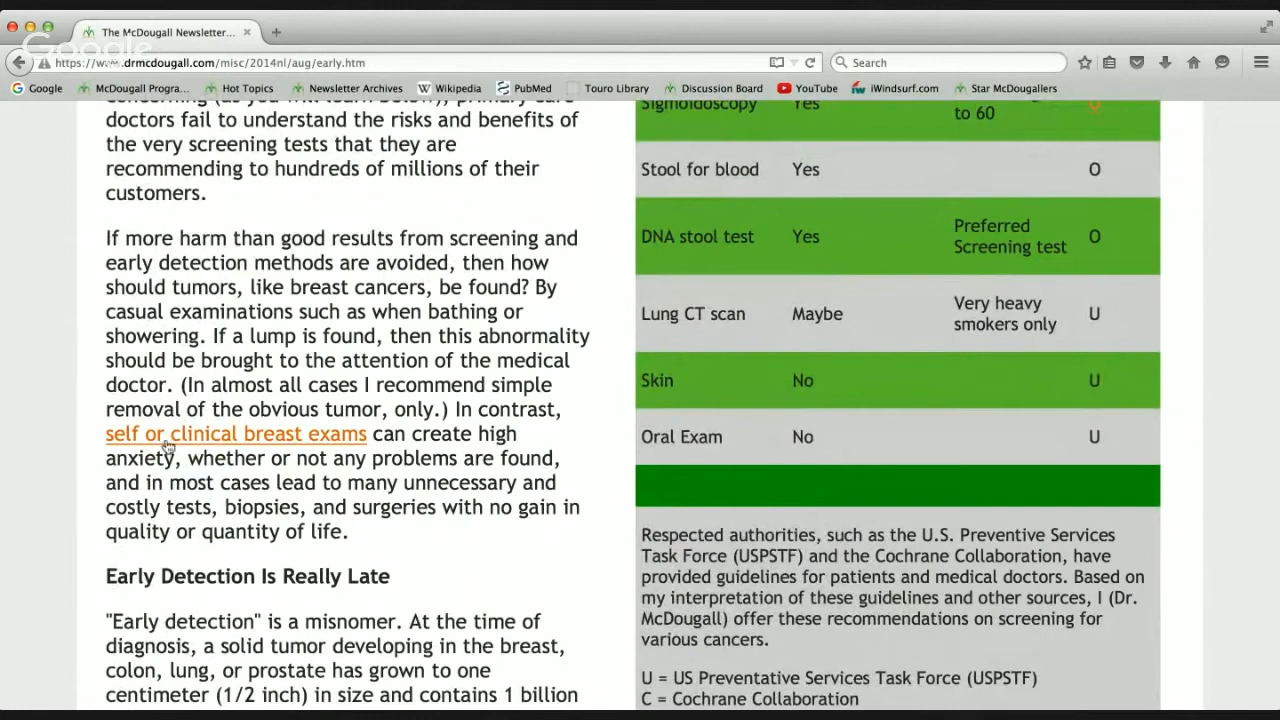 The McDougall Newsletter...
Google
https://www.drmcdougall.com/misc/2014nl/aug/early.htm
Search
Google
McDougall Progra...
Hot Topics
Newsletter Archives
Wikipedia
PubMed
Touro Library
Discussion Board
YouTube
iWindsurf.com
Star McDougallers
concerning (as you will learn below), primary care
doctors fail to understand the risks and benefits of
the very screening tests that they are
recommending to hundreds of millions of their
customers.
If more harm than good results from screening and
early detection methods are avoided, then how
should tumors, like breast cancers, be found? By
casual examinations such as when bathing or
showering. If a lump is found, then this abnormality
should be brought to the attention of the medical
doctor. (In almost all cases I recommend simple
removal of the obvious tumor, only.) In contrast,
self or clinical breast exams can create high
anxiety, whether or not any problems are found,
and in most cases lead to many unnecessary and
costly tests, biopsies, and surgeries with no gain in
quality or quantity of life.
Early Detection Is Really Late
"Early detection" is a misnomer. At the time of
diagnosis, a solid tumor developing in the breast,
colon, lung, or prostate has grown to one
centimeter (1/2 inch) in size and contains 1 billion
Sigmoidoscopy Yes to 60 O
Stool for blood Yes O
DNA stool test Yes Preferred Screening test O
Lung CT scan Maybe Very heavy smokers only U
Skin No U
Oral Exam No U
Respected authorities, such as the U.S. Preventive Services
Task Force (USPSTF) and the Cochrane Collaboration, have
provided guidelines for patients and medical doctors. Based on
my interpretation of these guidelines and other sources, I (Dr.
McDougall) offer these recommendations on screening for
various cancers.
U = US Preventative Services Task Force (USPSTF)
C = Cochrane Collaboration